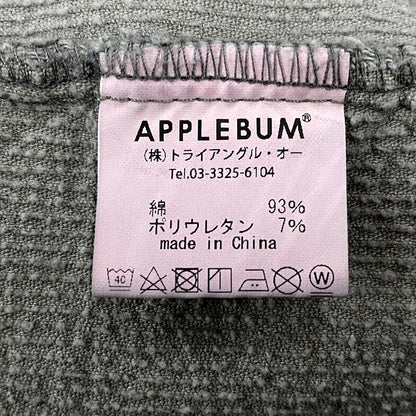 APPLEBUM®
(株)トライアングル・オー
Tel.03-3325-6104
綿 93%
ポリウレタン 7%
made in China
40 W